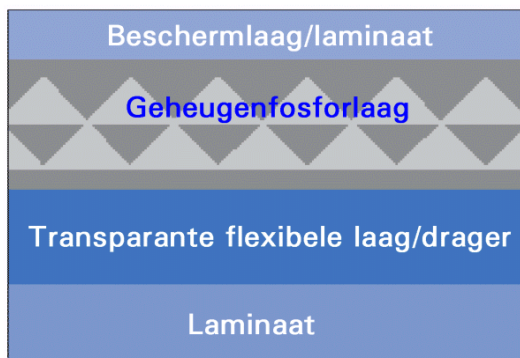 Beschermlaag/laminaat
Geheugenfosforlaag
Transparante flexibele laag/drager
Laminaat